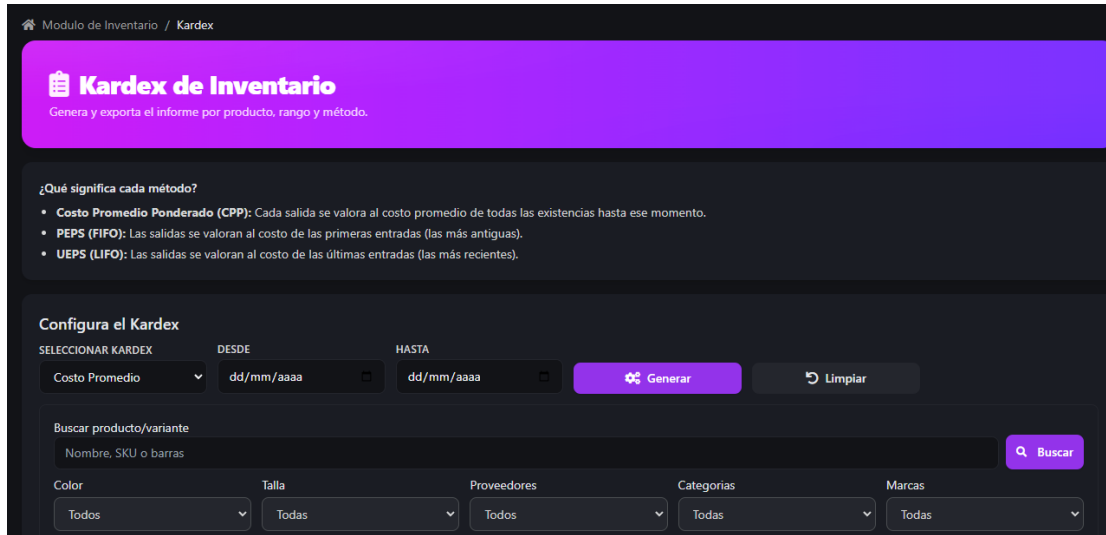 Modulo de Inventario / Kardex
Kardex de Inventario
Genera y exporta el informe por producto, rango y método.
¿Qué significa cada método?
• Costo Promedio Ponderado (CPP): Cada salida se valora al costo promedio de todas las existencias hasta ese momento.
• PEPS (FIFO): Las salidas se valoran al costo de las primeras entradas (las más antiguas).
• UEPS (LIFO): Las salidas se valoran al costo de las últimas entradas (las más recientes).
Configura el Kardex
SELECCIONAR KARDEX DESDE HASTA
Costo Promedio dd/mm/aaaa dd/mm/aaaa Generar Limpiar
Buscar producto/variante
Nombre, SKU o barras Buscar
Color Talla Proveedores Categorias Marcas
Todos Todas Todos Todas Todas